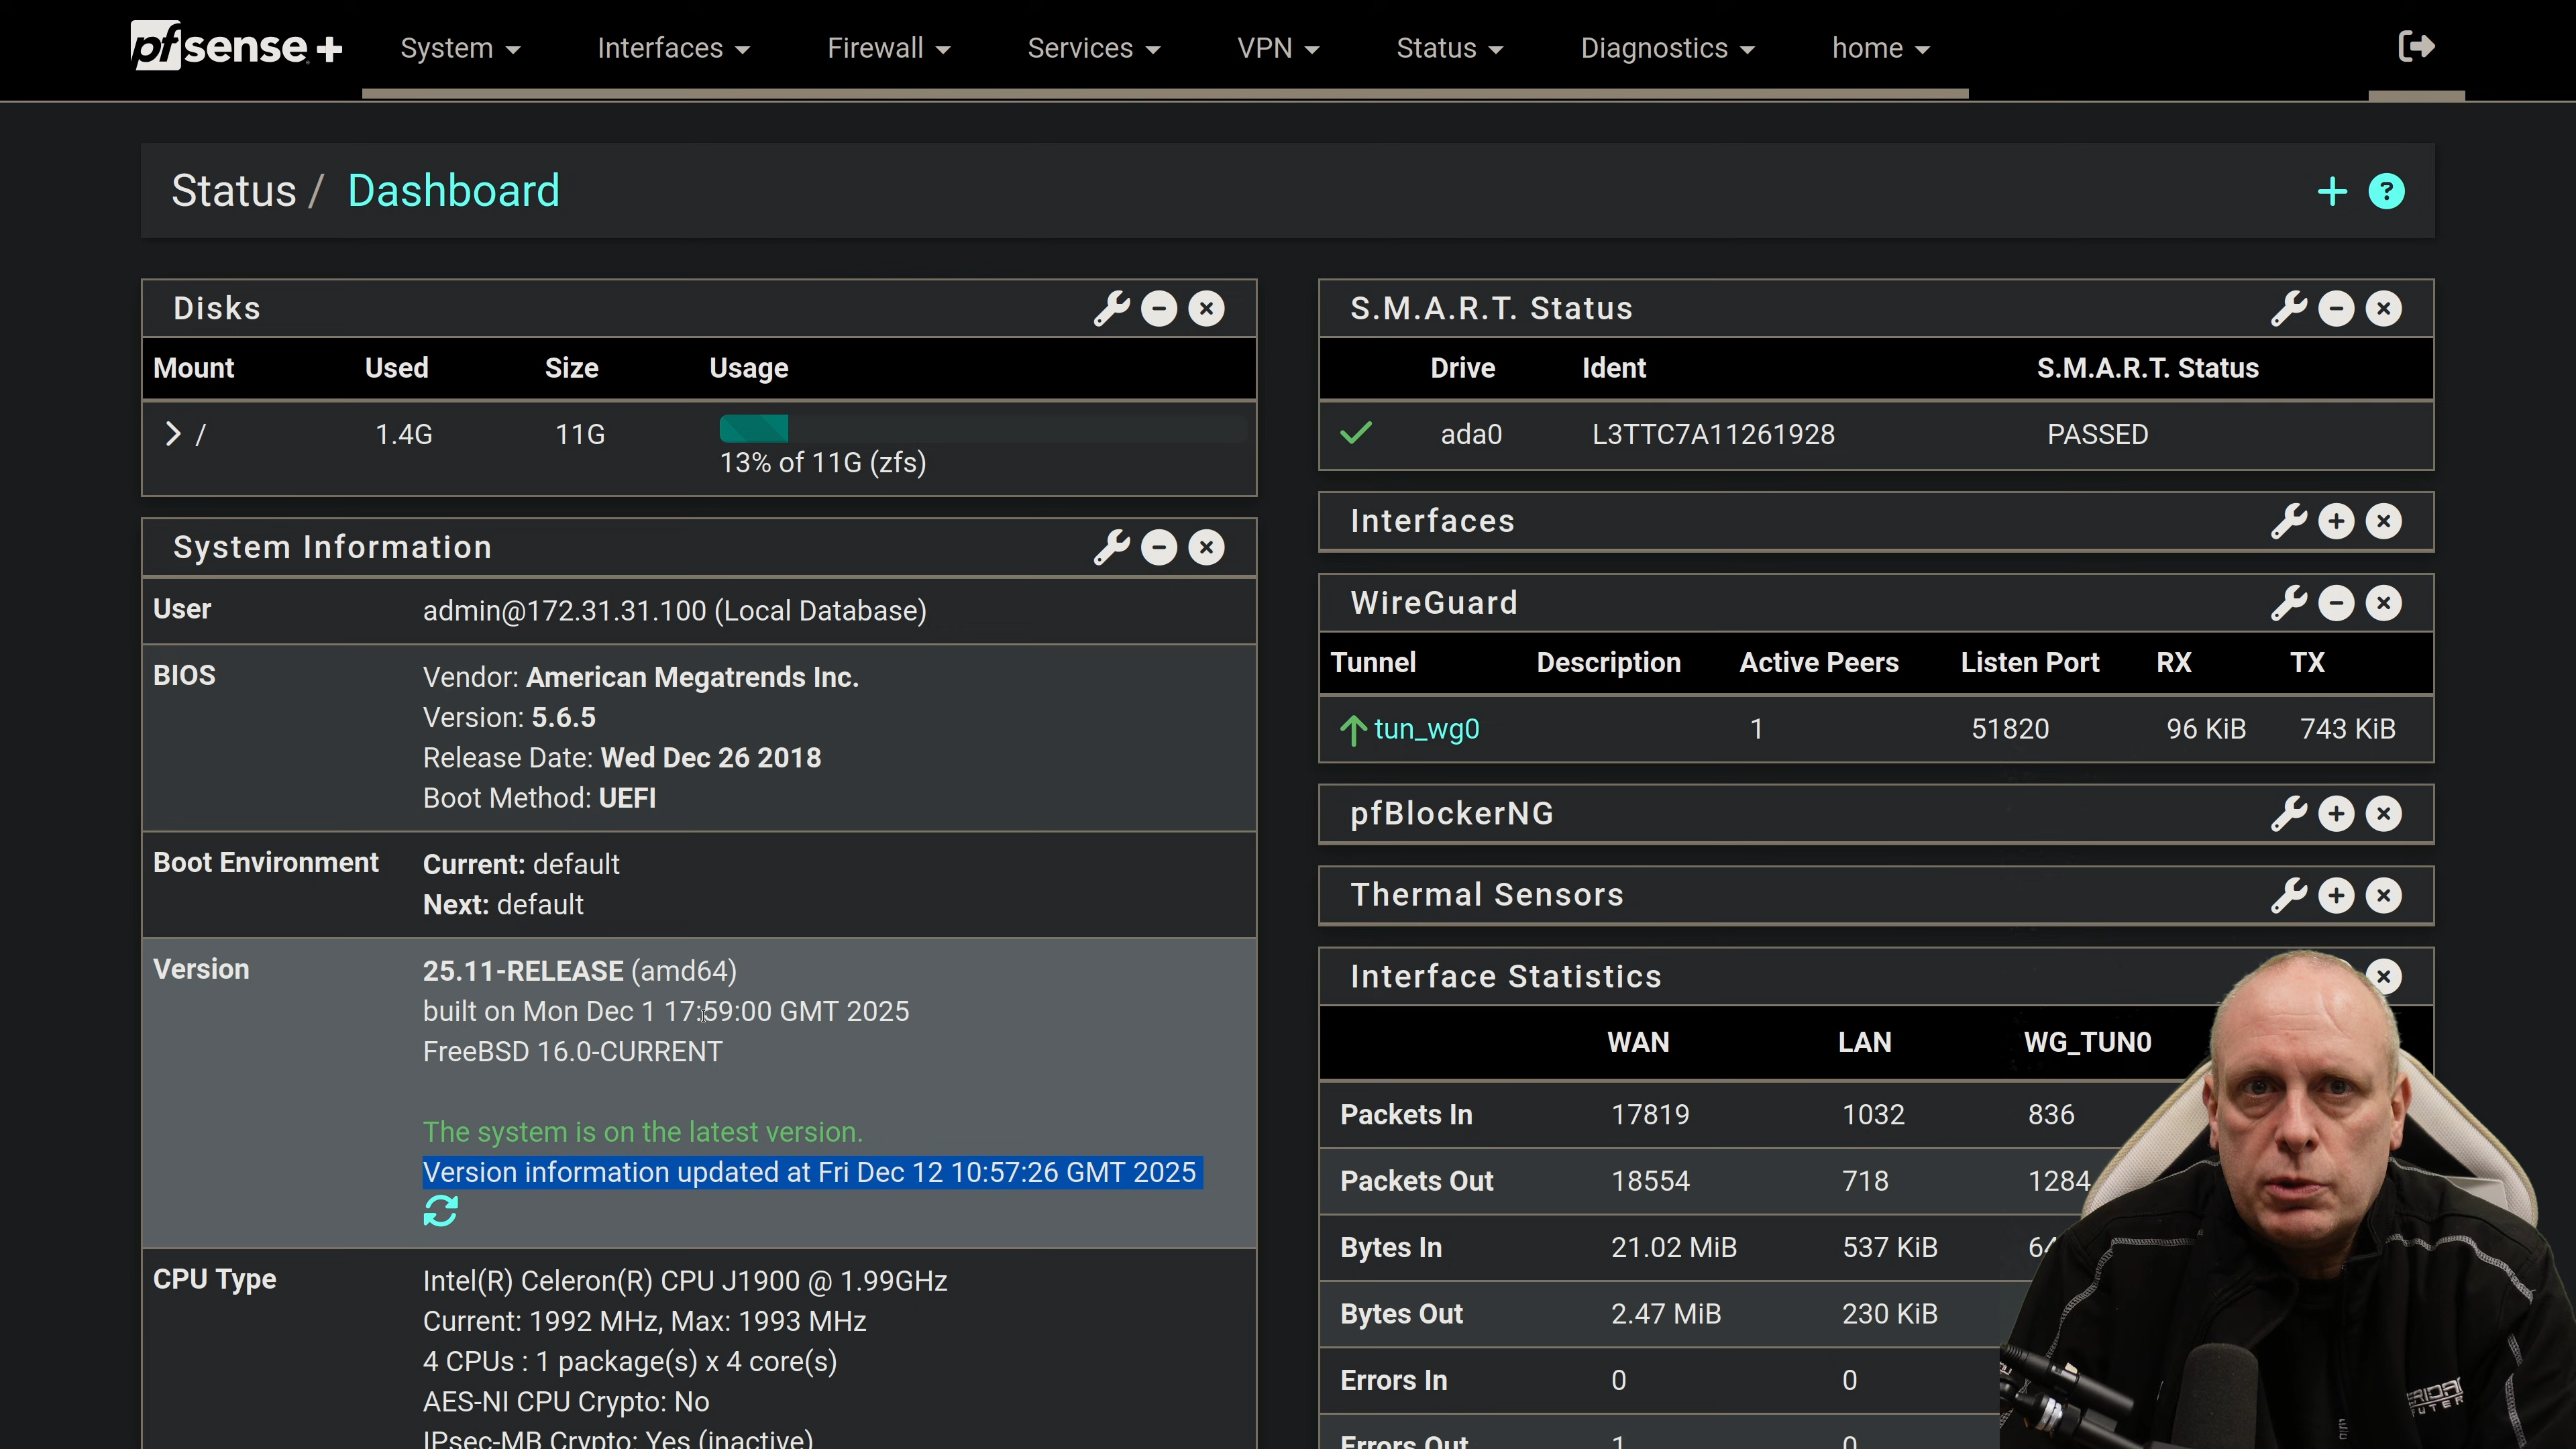 pfsense+ System Interfaces Firewall Services VPN Status Diagnostics home
Status / Dashboard
Disks
Mount Used Size Usage
/ 1.4G 11G
13% of 11G (zfs)
System Information
User admin@172.31.31.100 (Local Database)
BIOS Vendor: American Megatrends Inc.
Version: 5.6.5
Release Date: Wed Dec 26 2018
Boot Method: UEFI
Boot Environment Current: default
Next: default
Version 25.11-RELEASE (amd64)
built on Mon Dec 1 17:59:00 GMT 2025
FreeBSD 16.0-CURRENT
The system is on the latest version.
Version information updated at Fri Dec 12 10:57:26 GMT 2025
CPU Type Intel(R) Celeron(R) CPU J1900 @ 1.99GHz
Current: 1992 MHz, Max: 1993 MHz
4 CPUs : 1 package(s) x 4 core(s)
AES-NI CPU Crypto: No
IPsec-MB Crypto: Yes (inactive)
S.M.A.R.T. Status
Drive Ident S.M.A.R.T. Status
ada0 L3TTC7A11261928 PASSED
Interfaces
WireGuard
Tunnel Description Active Peers Listen Port RX TX
tun_wg0 1 51820 96 KiB 743 KiB
pfBlockerNG
Thermal Sensors
Interface Statistics
WAN LAN WG_TUN0
Packets In 17819 1032 836
Packets Out 18554 718 1284
Bytes In 21.02 MiB 537 KiB
Bytes Out 2.47 MiB 230 KiB
Errors In 0 0
Errors Out 1 0